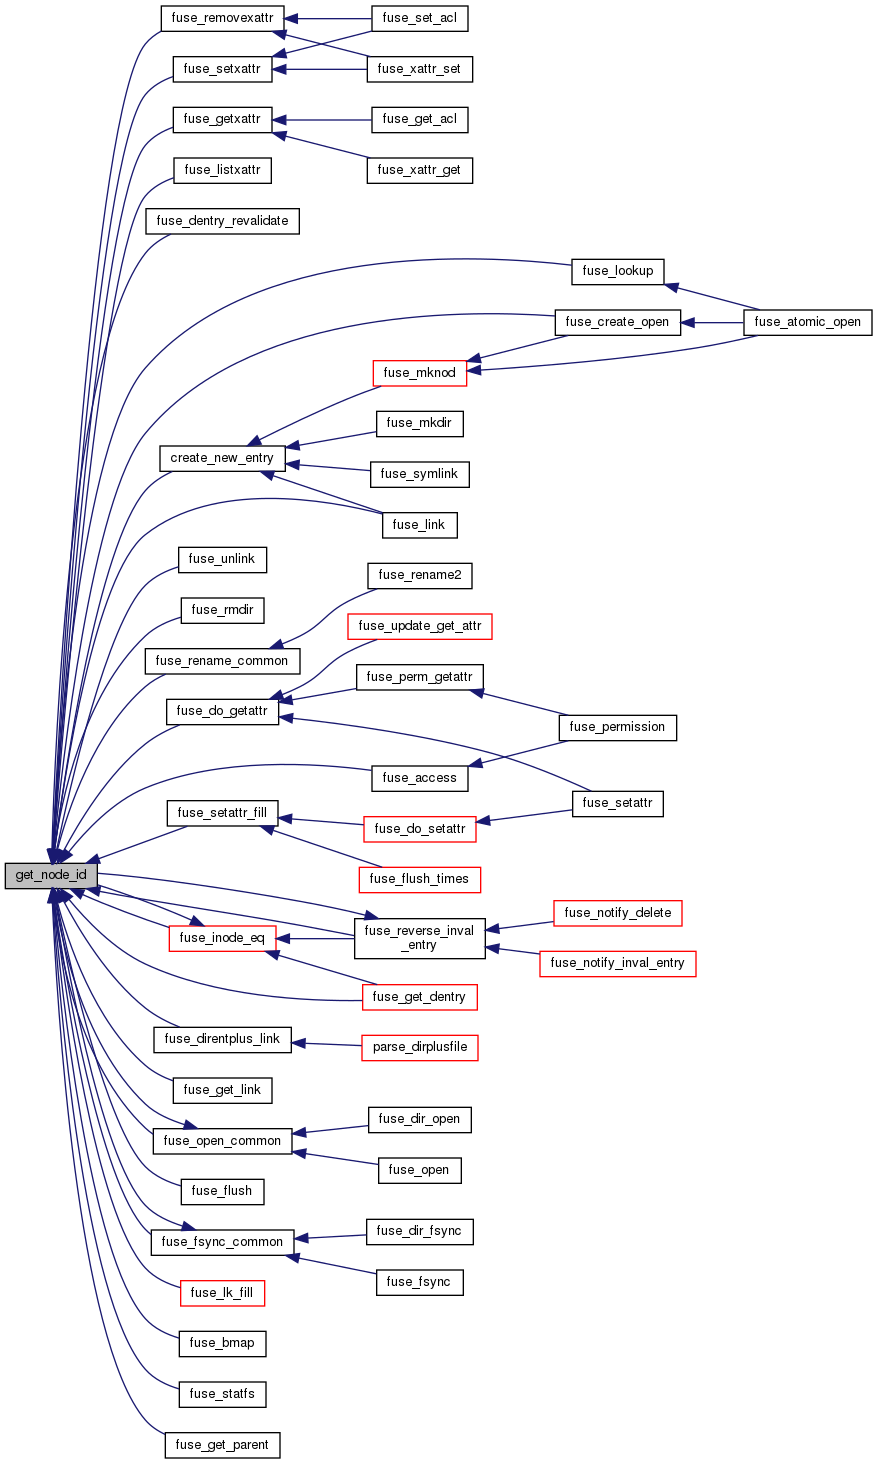 fuse_removexattr
fuse_set_acl
fuse_setxattr
fuse_xattr_set
fuse_getxattr
fuse_get_acl
fuse_listxattr
fuse_xattr_get
fuse_dentry_revalidate
fuse_lookup
fuse_create_open
fuse_atomic_open
fuse_mknod
fuse_mkdir
create_new_entry
fuse_symlink
fuse_link
fuse_unlink
fuse_rename2
fuse_rmdir
fuse_update_get_attr
fuse_rename_common
fuse_perm_getattr
fuse_do_getattr
fuse_permission
fuse_access
fuse_setattr
fuse_setattr_fill
fuse_do_setattr
get_node_id
fuse_flush_times
fuse_notify_delete
fuse_inode_eq
fuse_reverse_inval
_entry
fuse_notify_inval_entry
fuse_get_dentry
fuse_direntplus_link
parse_dirplusfile
fuse_get_link
fuse_dir_open
fuse_open_common
fuse_open
fuse_flush
fuse_dir_fsync
fuse_fsync_common
fuse_fsync
fuse_lk_fill
fuse_bmap
fuse_statfs
fuse_get_parent